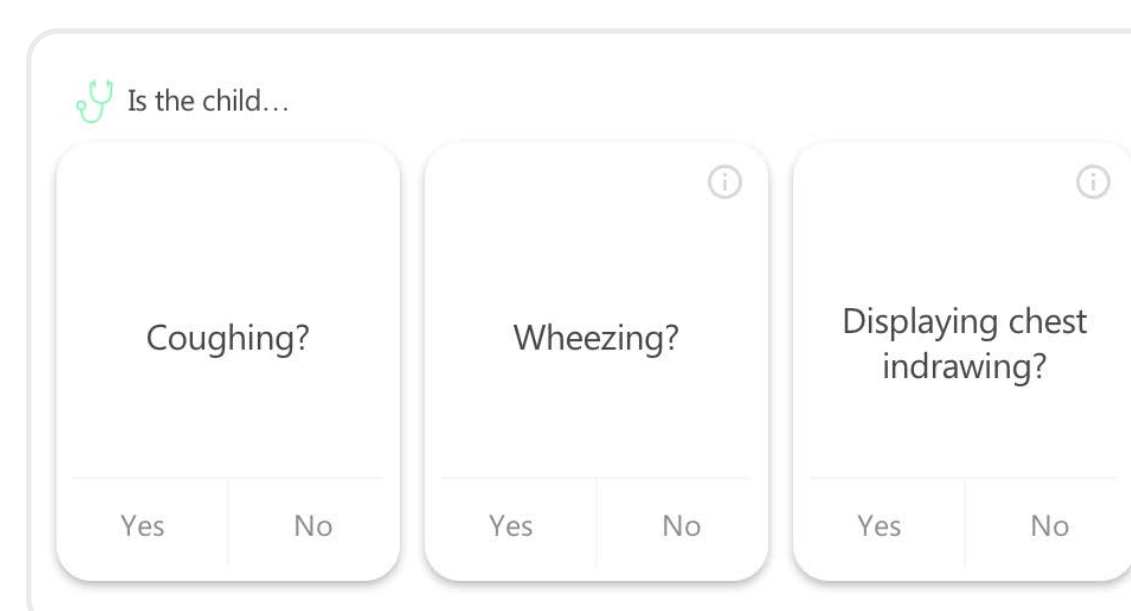 Is the child…
Coughing?
Yes
No
Wheezing?
Yes
No
Displaying chest
indrawing?
Yes
No